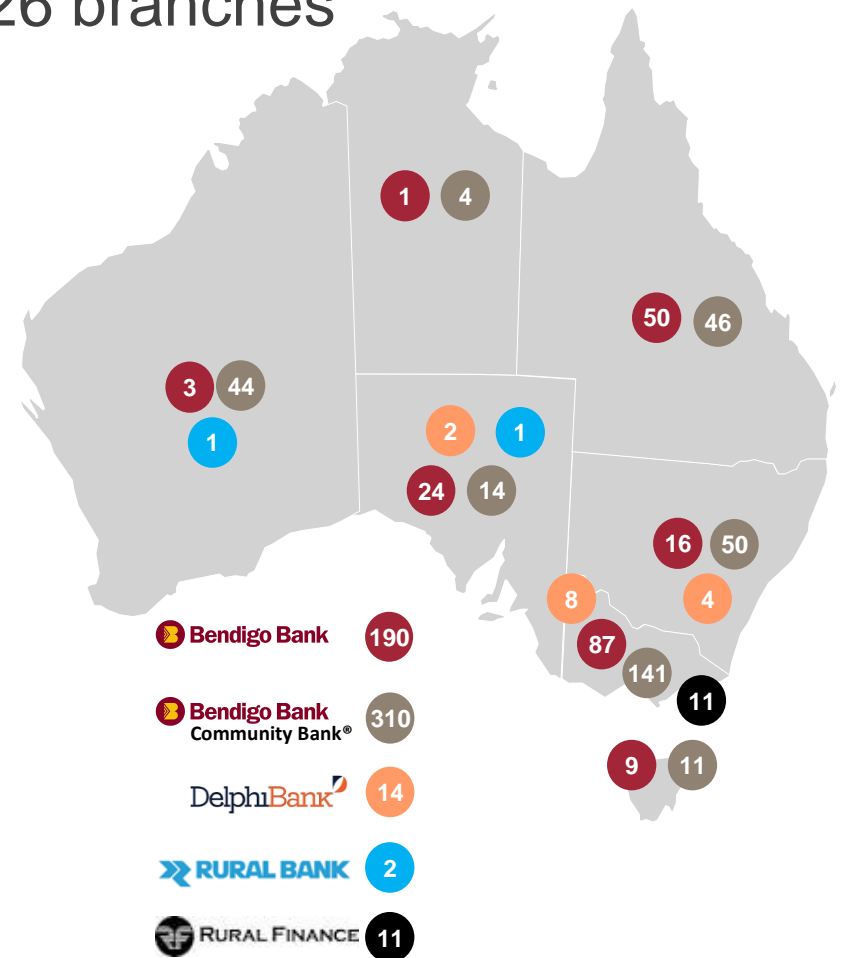 26 branches
1 4
50 46
3 44
1
2 1
24 14
16 50
8 4
87
141
11
9 11
Bendigo Bank 190
Bendigo Bank
Community Bank® 310
DelphiBank 14
RURAL BANK 2
RURAL FINANCE 11